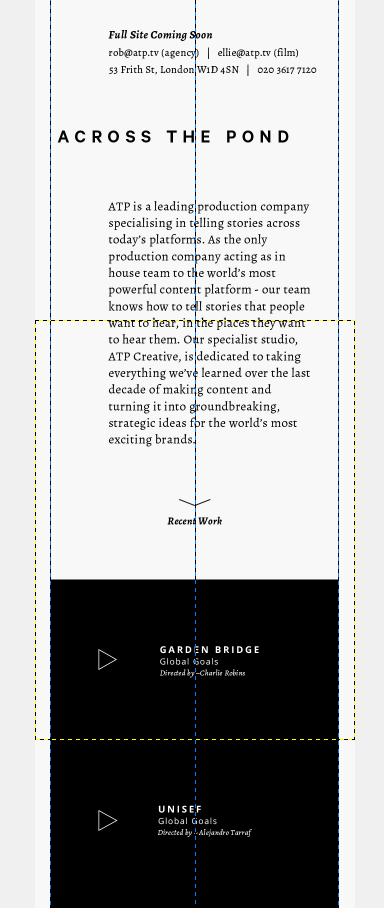 Full Site Coming Soon
rob@atp.tv (agency) | ellie@atp.tv (film)
53 Frith St, London W1D 4SN | 020 3617 7120
ACROSS THE POND
ATP is a leading production company
specialising in telling stories across
today's platforms. As the only
production company acting as in
house team to the world's most
powerful content platform - our team
knows how to tell stories that people
want to hear, in the places they want
to hear them. Our specialist studio,
ATP Creative, is dedicated to taking
everything we've learned over the last
decade of making content and
turning it into groundbreaking,
strategic ideas for the world's most
exciting brands.
Recent Work
GARDEN BRIDGE
Global Goals
Directed by –Charlie Robins
UNISEF
Global Goals
Directed by –Alejandro Tarraf